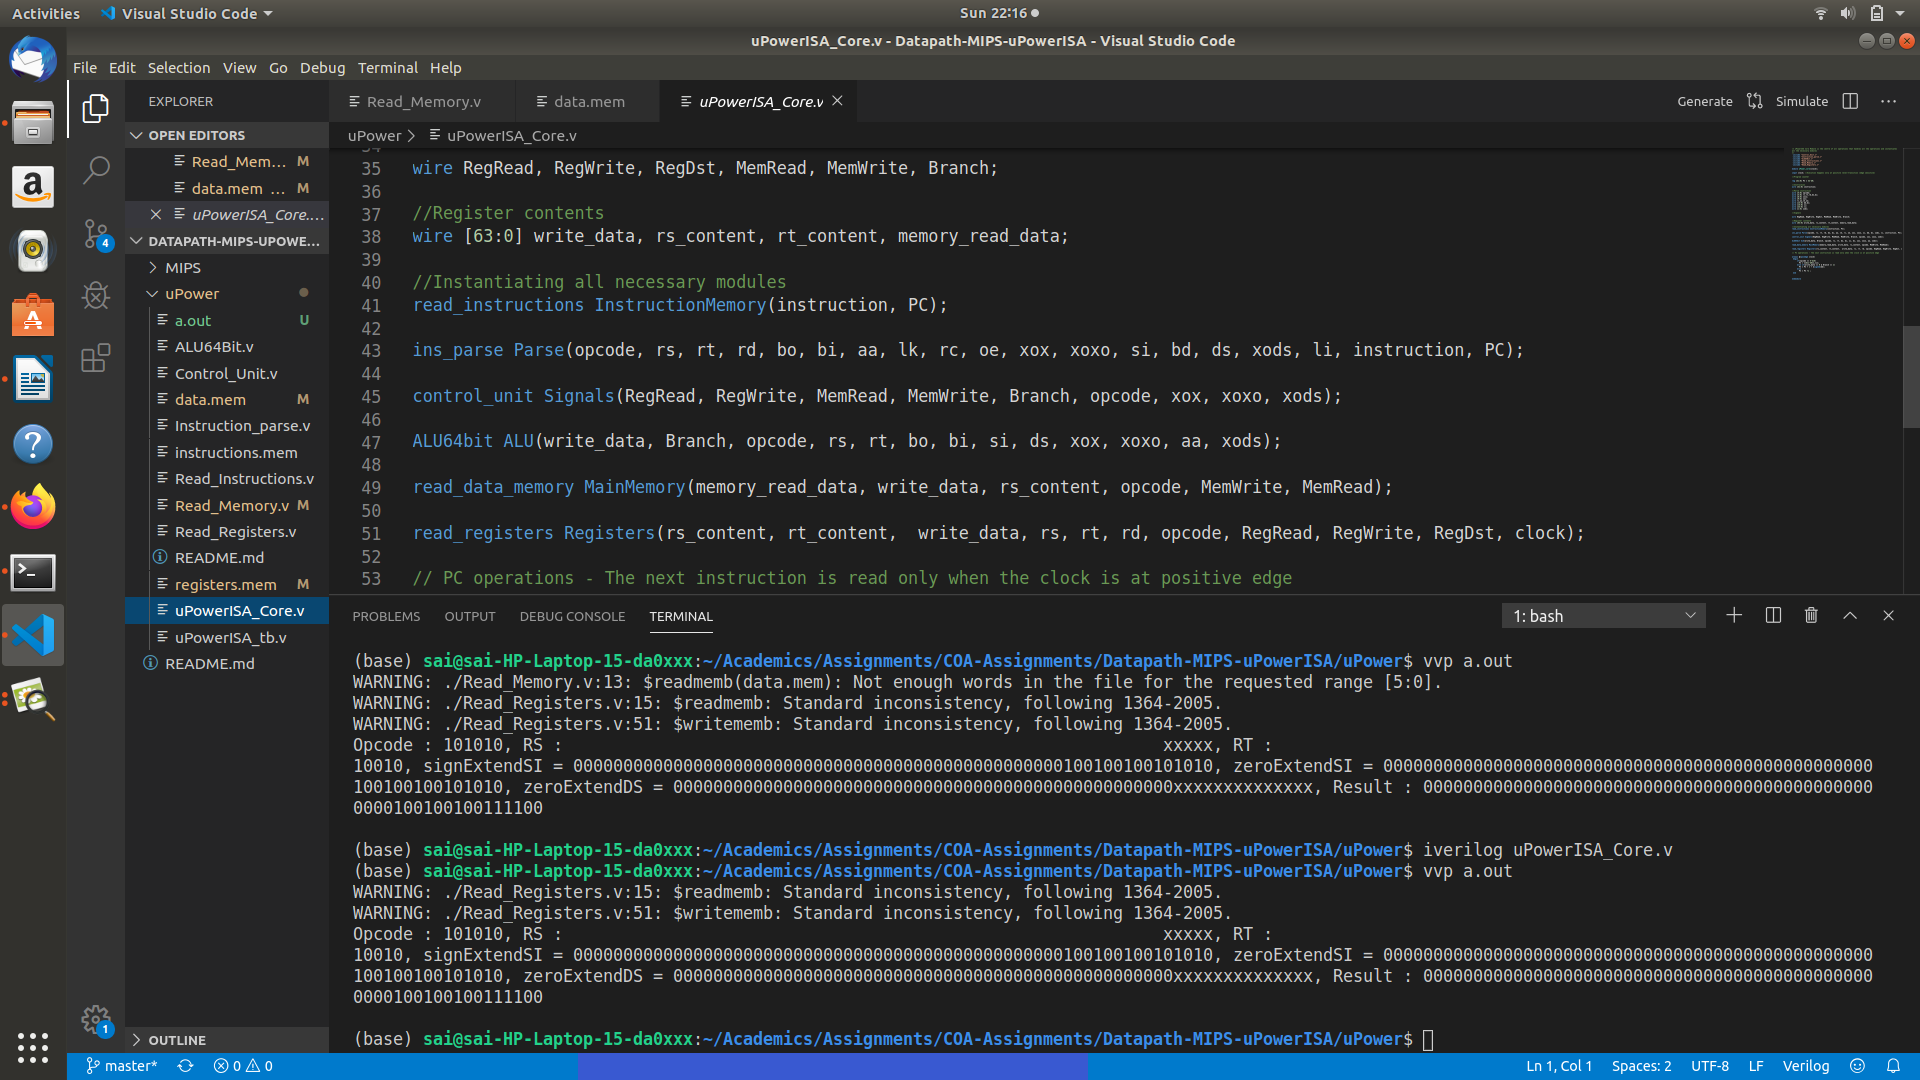 Activities Visual Studio Code Sun 22:16
uPowerISA_Core.v - Datapath-MIPS-uPowerISA - Visual Studio Code
File Edit Selection View Go Debug Terminal Help
EXPLORER
OPEN EDITORS
Read_Mem... M
data.mem ... M
uPowerISA_Core....
DATAPATH-MIPS-UPOWE...
MIPS
uPower
a.out U
ALU64Bit.v
Control_Unit.v
data.mem M
Instruction_parse.v
instructions.mem
Read_Instructions.v
Read_Memory.v M
Read_Registers.v
README.md
registers.mem M
uPowerISA_Core.v
uPowerISA_tb.v
README.md
OUTLINE
4
1
Read_Memory.v data.mem uPowerISA_Core.v Generate Simulate
uPower > uPowerISA_Core.v
35 wire RegRead, RegWrite, RegDst, MemRead, MemWrite, Branch;
36
37 //Register contents
38 wire [63:0] write_data, rs_content, rt_content, memory_read_data;
39
40 //Instantiating all necessary modules
41 read_instructions InstructionMemory(instruction, PC);
42
43 ins_parse Parse(opcode, rs, rt, rd, bo, bi, aa, lk, rc, oe, xox, xoxo, si, bd, ds, xods, li, instruction, PC);
44
45 control_unit Signals(RegRead, RegWrite, MemRead, MemWrite, Branch, opcode, xox, xoxo, xods);
46
47 ALU64bit ALU(write_data, Branch, opcode, rs, rt, bo, bi, si, ds, xox, xoxo, aa, xods);
48
49 read_data_memory MainMemory(memory_read_data, write_data, rs_content, opcode, MemWrite, MemRead);
50
51 read_registers Registers(rs_content, rt_content,  write_data, rs, rt, rd, opcode, RegRead, RegWrite, RegDst, clock);
52
53 // PC operations - The next instruction is read only when the clock is at positive edge
PROBLEMS OUTPUT DEBUG CONSOLE TERMINAL 1: bash
(base) sai@sai-HP-Laptop-15-da0xxx:~/Academics/Assignments/COA-Assignments/Datapath-MIPS-uPowerISA/uPower$ vvp a.out
WARNING: ./Read_Memory.v:13: $readmemb(data.mem): Not enough words in the file for the requested range [5:0].
WARNING: ./Read_Registers.v:15: $readmemb: Standard inconsistency, following 1364-2005.
WARNING: ./Read_Registers.v:51: $writememb: Standard inconsistency, following 1364-2005.
Opcode : 101010, RS : xxxxx, RT :
10010, signExtendSI = 0000000000000000000000000000000000000000000000000100100100101010, zeroExtendSI = 0000000000000000000000000000000000000000000000000
100100100101010, zeroExtendDS = 00000000000000000000000000000000000000000000000000xxxxxxxxxxxxxx, Result : 000000000000000000000000000000000000000000000
0000100100100111100
(base) sai@sai-HP-Laptop-15-da0xxx:~/Academics/Assignments/COA-Assignments/Datapath-MIPS-uPowerISA/uPower$ iverilog uPowerISA_Core.v
(base) sai@sai-HP-Laptop-15-da0xxx:~/Academics/Assignments/COA-Assignments/Datapath-MIPS-uPowerISA/uPower$ vvp a.out
WARNING: ./Read_Registers.v:15: $readmemb: Standard inconsistency, following 1364-2005.
WARNING: ./Read_Registers.v:51: $writememb: Standard inconsistency, following 1364-2005.
Opcode : 101010, RS : xxxxx, RT :
10010, signExtendSI = 0000000000000000000000000000000000000000000000000100100100101010, zeroExtendSI = 0000000000000000000000000000000000000000000000000
100100100101010, zeroExtendDS = 00000000000000000000000000000000000000000000000000xxxxxxxxxxxxxx, Result : 000000000000000000000000000000000000000000000
0000100100100111100
(base) sai@sai-HP-Laptop-15-da0xxx:~/Academics/Assignments/COA-Assignments/Datapath-MIPS-uPowerISA/uPower$
master* 0 0 Ln 1, Col 1 Spaces: 2 UTF-8 LF Verilog